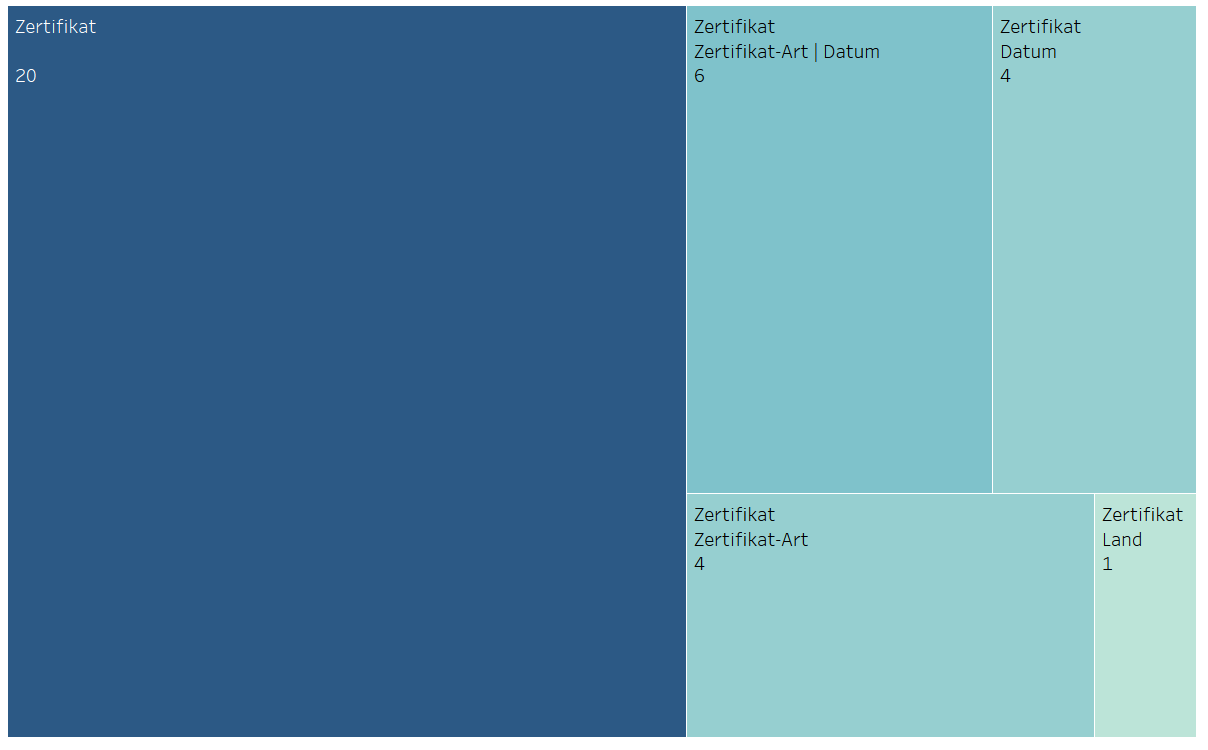 Zertifikat
20
Zertifikat
Zertifikat-Art | Datum
6
Zertifikat
Datum
4
Zertifikat
Zertifikat-Art
4
Zertifikat
Land
1